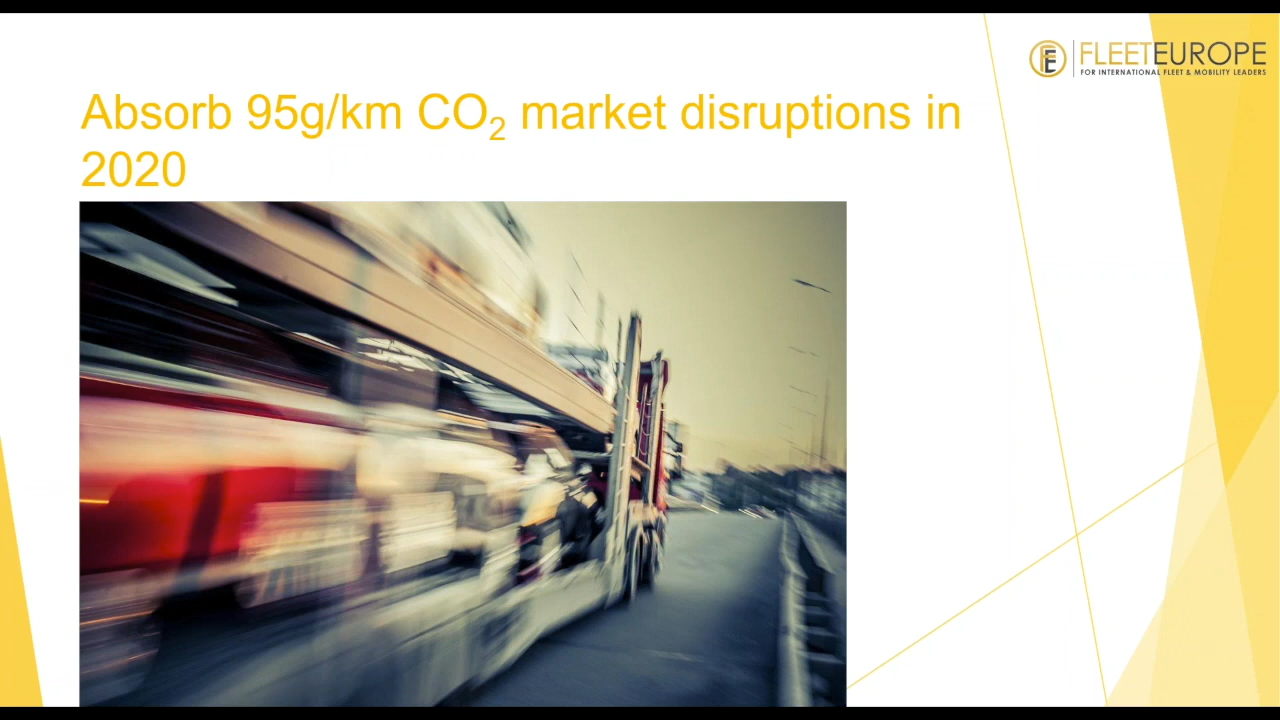 FLEETEUROPE
FOR INTERNATIONAL FLEET & MOBILITY LEADERS
Absorb 95g/km CO₂ market disruptions in
2020